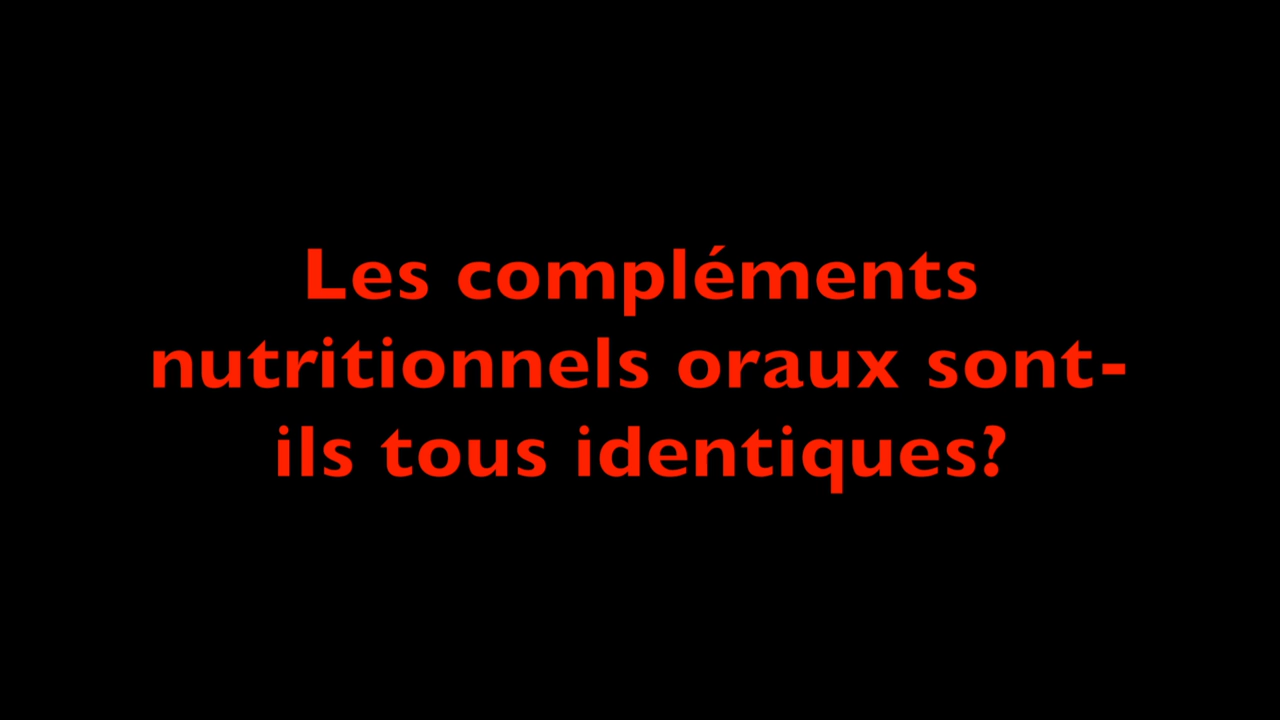 Les compléments
nutritionnels oraux sont-
ils tous identiques?